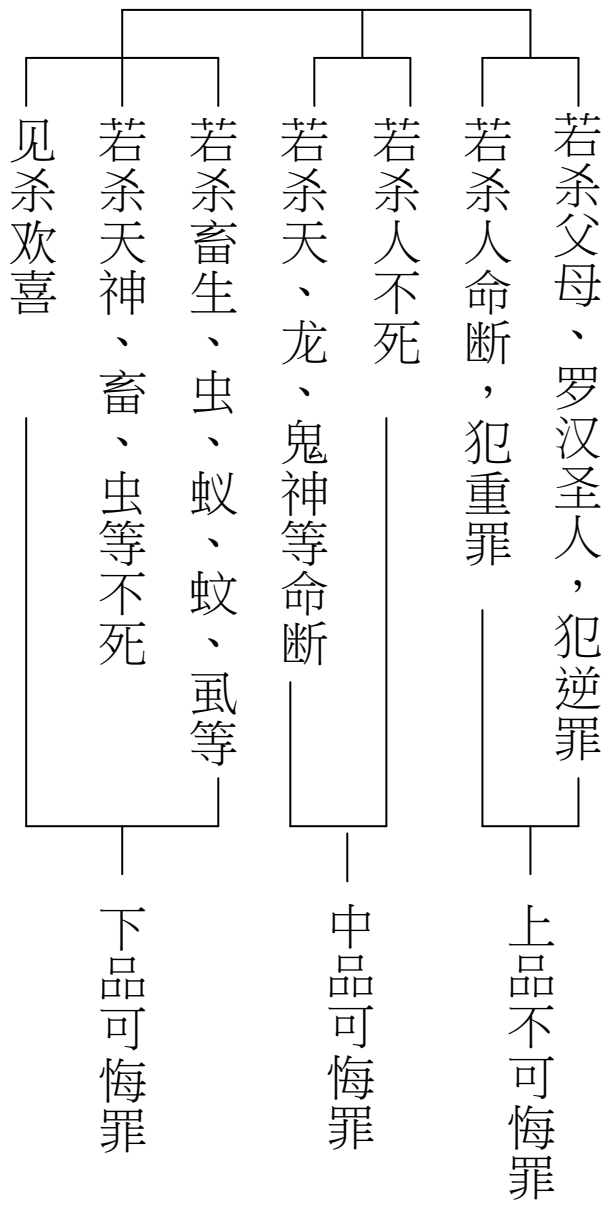 若杀父母、罗汉圣人，犯逆罪
若杀人命断，犯重罪
若杀人不死
若杀天、龙、鬼神等命断
若杀畜生、虫、蚁、蚊、虱等
若杀天神、畜、虫等不死
见杀欢喜
上品不可悔罪
中品可悔罪
下品可悔罪